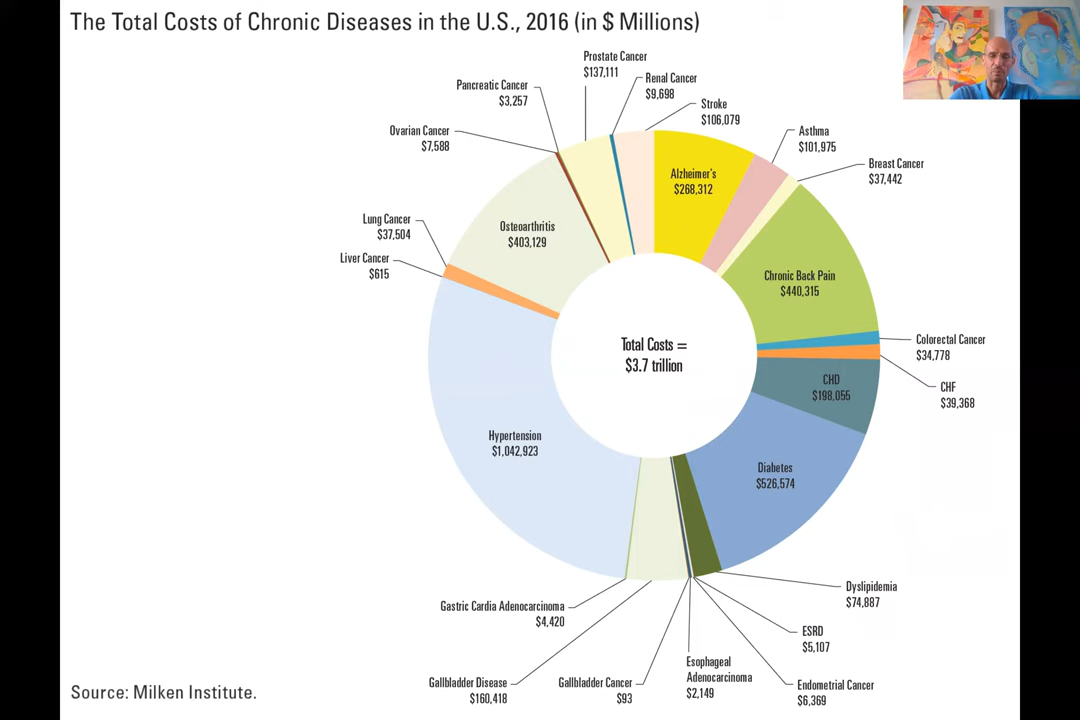 The Total Costs of Chronic Diseases in the U.S., 2016 (in $ Millions)
Prostate Cancer
$137,111
Renal Cancer
$9,698
Pancreatic Cancer
$3,257
Stroke
$106,079
Ovarian Cancer
$7,588
Asthma
$101,975
Breast Cancer
$37,442
Alzheimer's
$268,312
Lung Cancer
$37,504
Osteoarthritis
$403,129
Liver Cancer
$615
Chronic Back Pain
$440,315
Total Costs =
$3.7 trillion
Colorectal Cancer
$34,778
CHD
$198,055
CHF
$39,368
Hypertension
$1,042,923
Diabetes
$526,574
Dyslipidemia
$74,887
Gastric Cardia Adenocarcinoma
$4,420
ESRD
$5,107
Esophageal
Adenocarcinoma
$2,149
Gallbladder Disease
$160,418
Gallbladder Cancer
$93
Endometrial Cancer
$6,369
Source: Milken Institute.